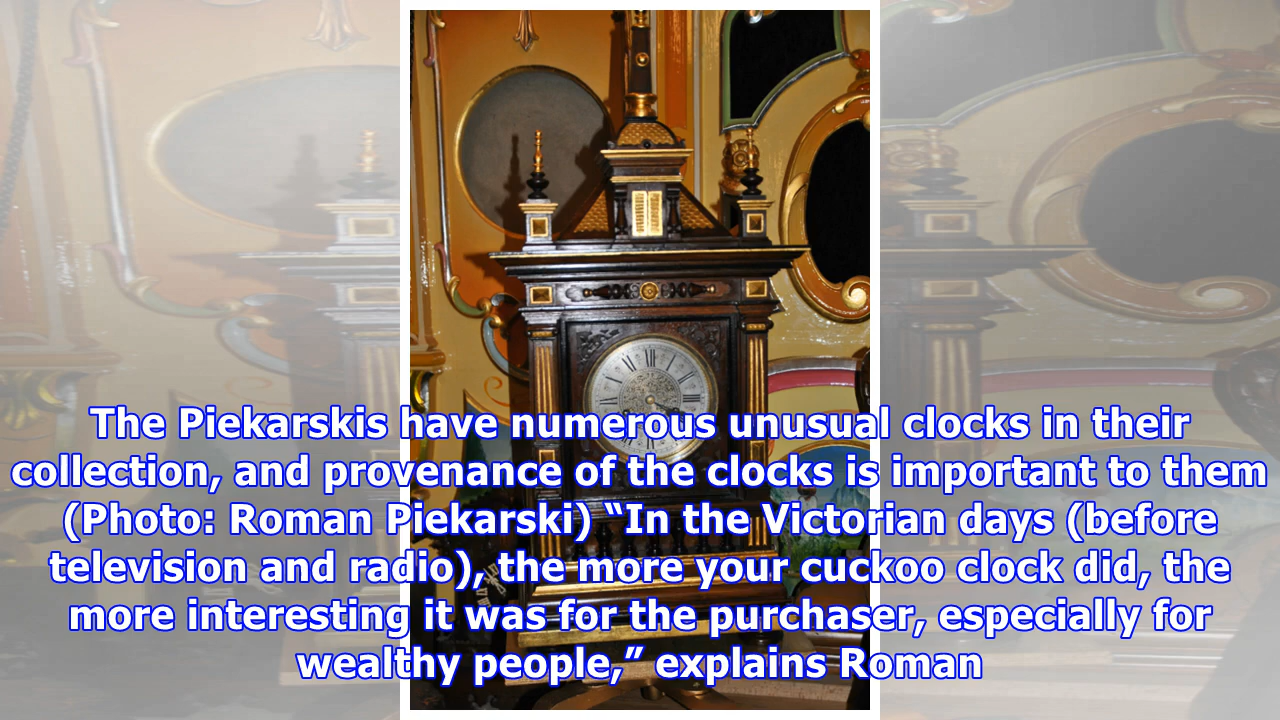 The Piekarskis have numerous unusual clocks in their
collection, and provenance of the clocks is important to them
(Photo: Roman Piekarski) “In the Victorian days (before
television and radio), the more your cuckoo clock did, the
more interesting it was for the purchaser, especially for
wealthy people,” explains Roman